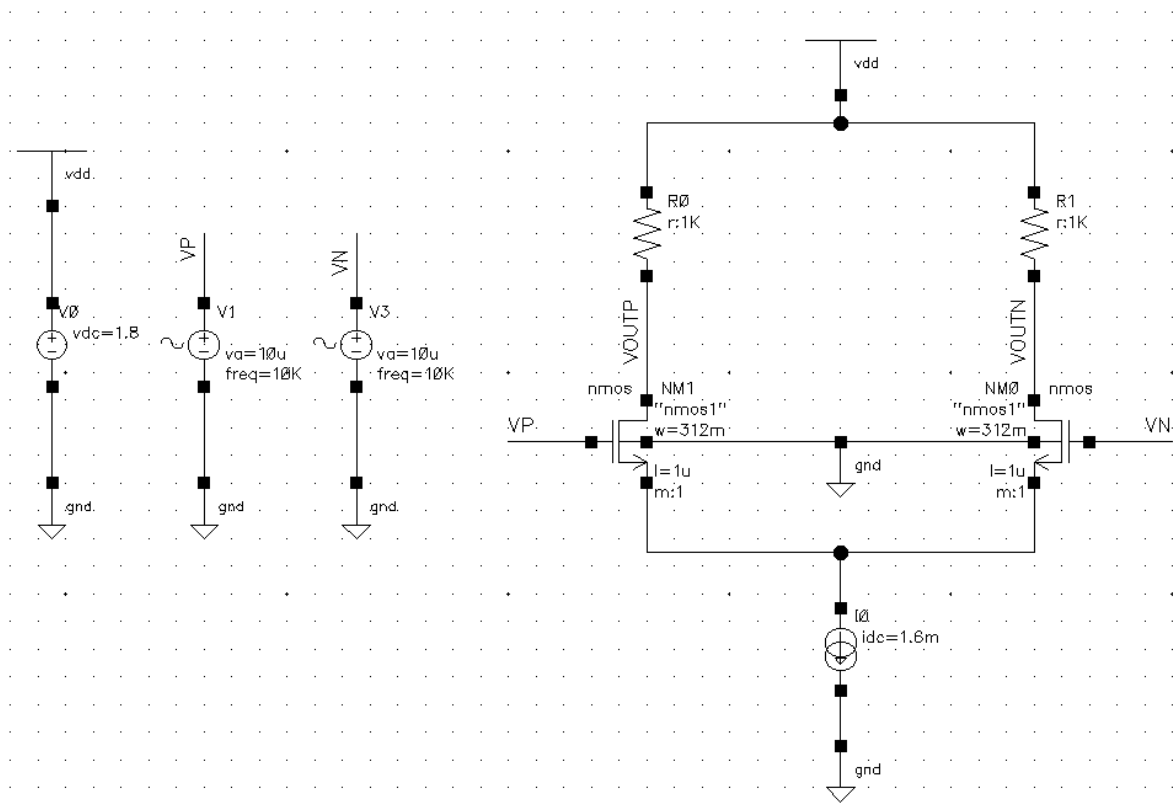 vdd
vdd
VP
VN
V0
vdc=1.8
V1
va=10u
freq=10K
V3
va=10u
freq=10K
gnd
gnd
gnd
R0
r:1K
R1
r:1K
VOUTP
VOUTN
nmos
NM1
"nmos1"
w=312m
l=1u
m:1
NM0
nmos
"nmos1"
w=312m
l=1u
m:1
VP
VN
gnd
I0
idc=1.6m
gnd